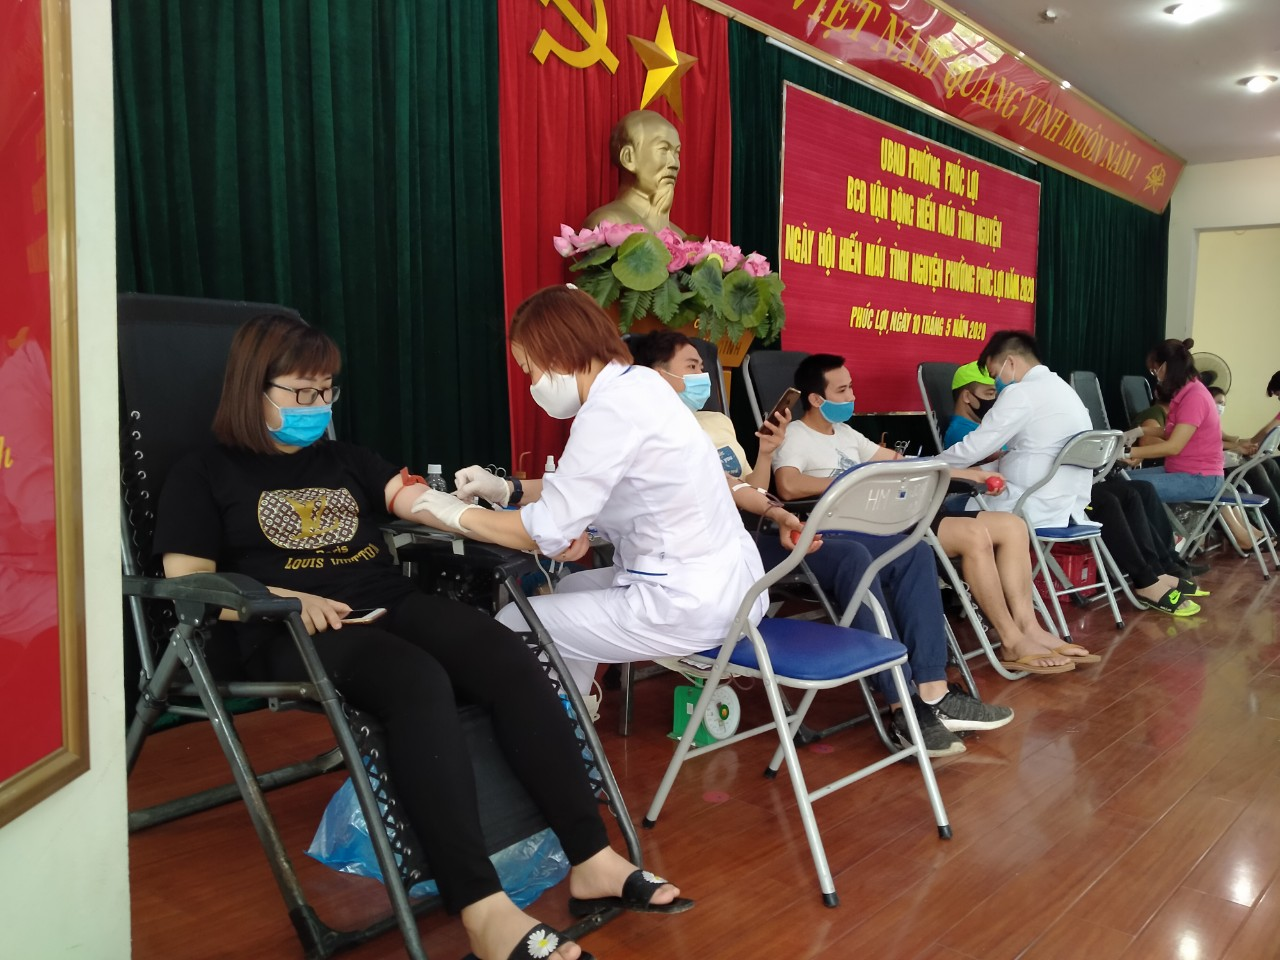 VIỆT NAM QUANG VINH MUÔN NĂM !
UBND PHƯỜNG PHÚC LỢI
BCĐ VẬN ĐỘNG HIẾN MÁU TÌNH NGUYỆN
NGÀY HỘI HIẾN MÁU TÌNH NGUYỆN PHƯỜNG PHÚC LỢI NĂM 2020
PHÚC LỢI, NGÀY 10 THÁNG 5 NĂM 2020
HM
Paris
LOUIS VUITTON